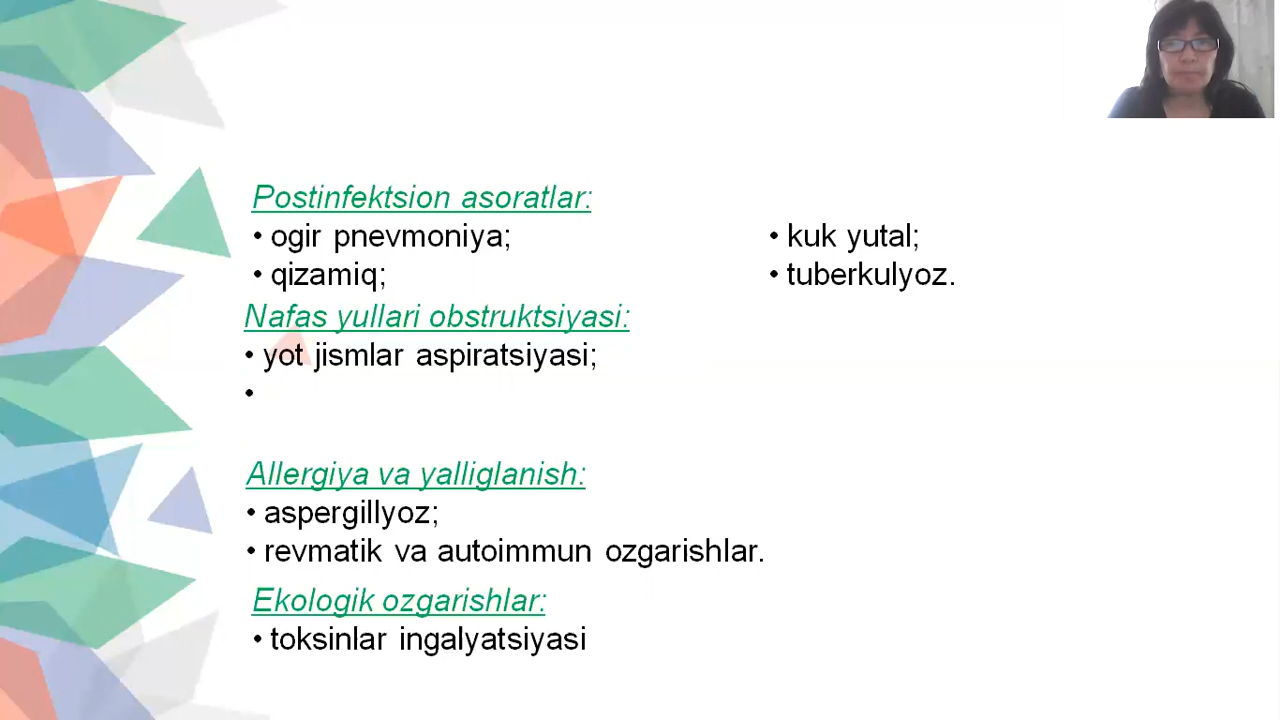 Postinfektsion asoratlar:
• ogir pnevmoniya;
• kuk yutal;
• qizamiq;
• tuberkulyoz.
Nafas yullari obstruktsiyasi:
• yot jismlar aspiratsiyasi;
•
Allergiya va yalliglanish:
• aspergillyoz;
• revmatik va autoimmun ozgarishlar.
Ekologik ozgarishlar:
• toksinlar ingalyatsiyasi